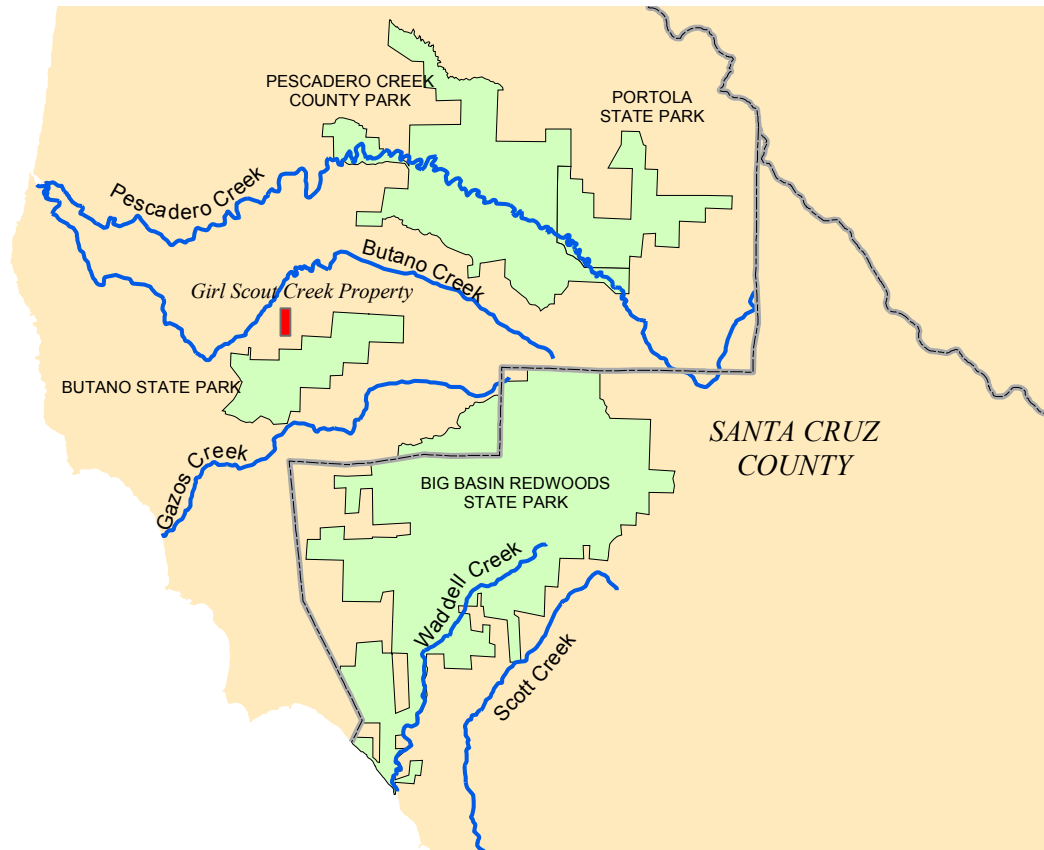 PESCADERO CREEK
COUNTY PARK
PORTOLA
STATE PARK
Pescadero Creek
Butano Creek
Girl Scout Creek Property
BUTANO STATE PARK
Gazos Creek
SANTA CRUZ
COUNTY
BIG BASIN REDWOODS
STATE PARK
Waddell Creek
Scott Creek